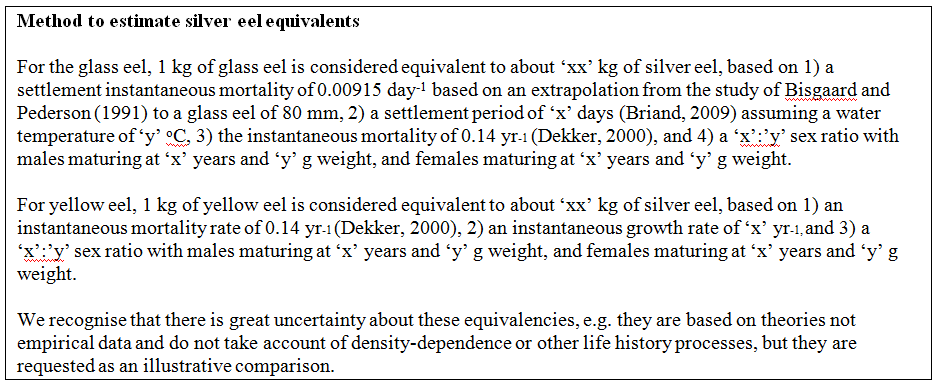 Method to estimate silver eel equivalents
For the glass eel, 1 kg of glass eel is considered equivalent to about ‘xx’ kg of silver eel, based on 1) a
settlement instantaneous mortality of 0.00915 day-1 based on an extrapolation from the study of Bisgaard and
Pederson (1991) to a glass eel of 80 mm, 2) a settlement period of ‘x’ days (Briand, 2009) assuming a water
temperature of ‘y’ oC, 3) the instantaneous mortality of 0.14 yr-1 (Dekker, 2000), and 4) a ‘x’:’y’ sex ratio with
males maturing at ‘x’ years and ‘y’ g weight, and females maturing at ‘x’ years and ‘y’ g weight.
For yellow eel, 1 kg of yellow eel is considered equivalent to about ‘xx’ kg of silver eel, based on 1) an
instantaneous mortality rate of 0.14 yr-1 (Dekker, 2000), 2) an instantaneous growth rate of ‘x’ yr-1, and 3) a
‘x’:’y’ sex ratio with males maturing at ‘x’ years and ‘y’ g weight, and females maturing at ‘x’ years and ‘y’ g
weight.
We recognise that there is great uncertainty about these equivalencies, e.g. they are based on theories not
empirical data and do not take account of density-dependence or other life history processes, but they are
requested as an illustrative comparison.